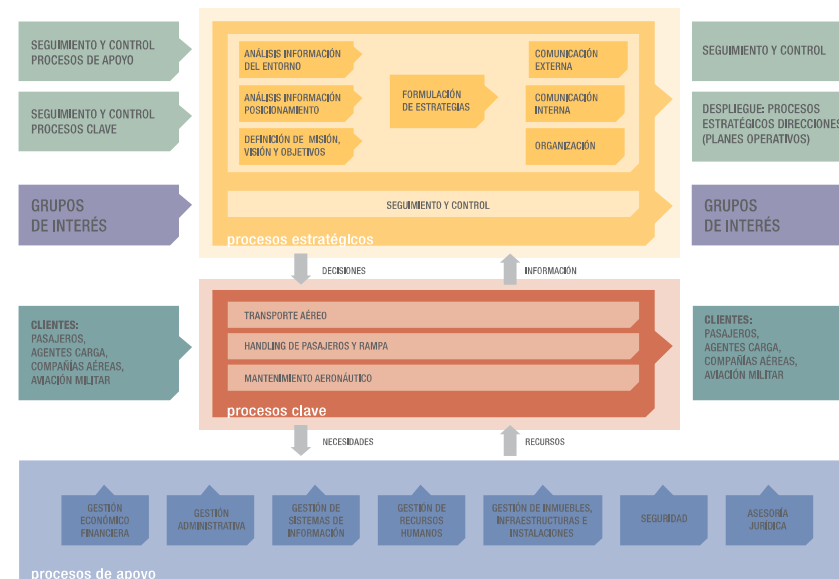 SEGUIMIENTO Y CONTROL
PROCESOS DE APOYO
SEGUIMIENTO Y CONTROL
PROCESOS CLAVE
GRUPOS
DE INTERÉS
ANÁLISIS INFORMACIÓN
DEL ENTORNO
ANÁLISIS INFORMACIÓN
POSICIONAMIENTO
DEFINICIÓN DE MISIÓN,
VISIÓN Y OBJETIVOS
FORMULACIÓN
DE ESTRATEGIAS
COMUNICACIÓN
EXTERNA
COMUNICACIÓN
INTERNA
ORGANIZACIÓN
SEGUIMIENTO Y CONTROL
procesos estratégicos
SEGUIMIENTO Y CONTROL
DESPLIEGUE: PROCESOS
ESTRATÉGICOS DIRECCIONES
(PLANES OPERATIVOS)
GRUPOS
DE INTERÉS
DECISIONES
INFORMACIÓN
CLIENTES:
PASAJEROS,
AGENTES CARGA,
COMPAÑÍAS AÉREAS,
AVIACIÓN MILITAR
TRANSPORTE AÉREO
HANDLING DE PASAJEROS Y RAMPA
MANTENIMIENTO AERONÁUTICO
procesos clave
CLIENTES:
PASAJEROS,
AGENTES CARGA,
COMPAÑÍAS AÉREAS,
AVIACIÓN MILITAR
NECESIDADES
RECURSOS
GESTIÓN
ECONÓMICO
FINANCIERA
GESTIÓN
ADMINISTRATIVA
GESTIÓN DE
SISTEMAS DE
INFORMACIÓN
GESTIÓN DE
RECURSOS
HUMANOS
GESTIÓN DE INMUEBLES,
INFRAESTRUCTURAS E
INSTALACIONES
SEGURIDAD
ASESORÍA
JURÍDICA
procesos de apoyo